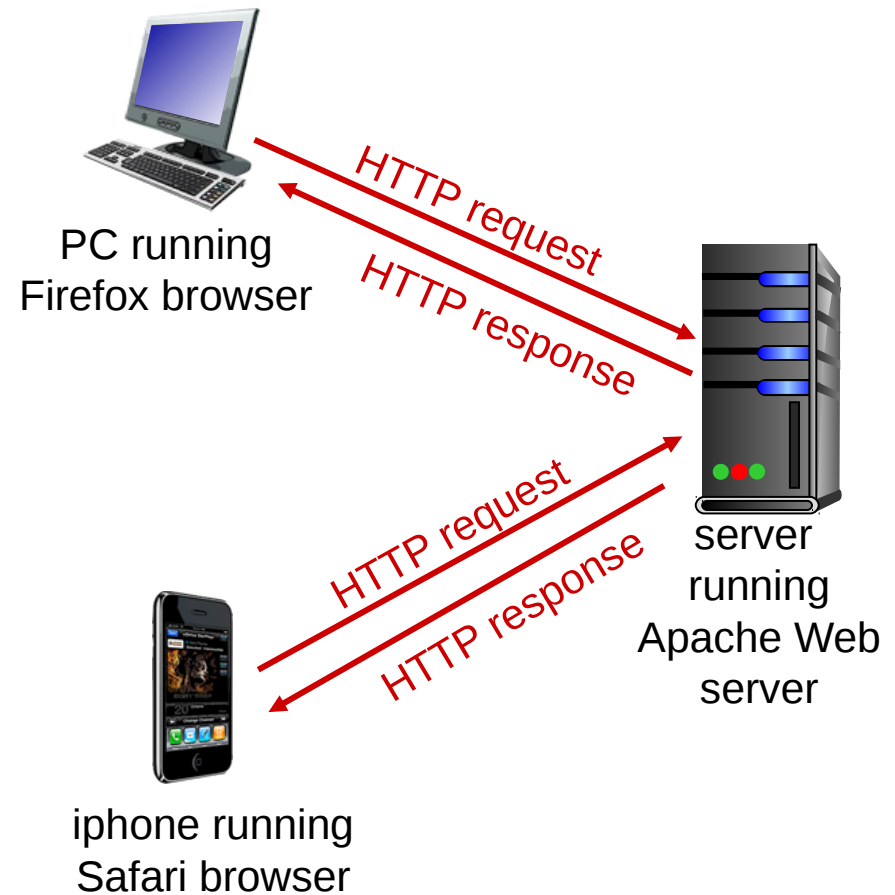 HTTP request
PC running
Firefox browser
HTTP response
HTTP request
server
running
Apache Web
server
HTTP response
iphone running
Safari browser